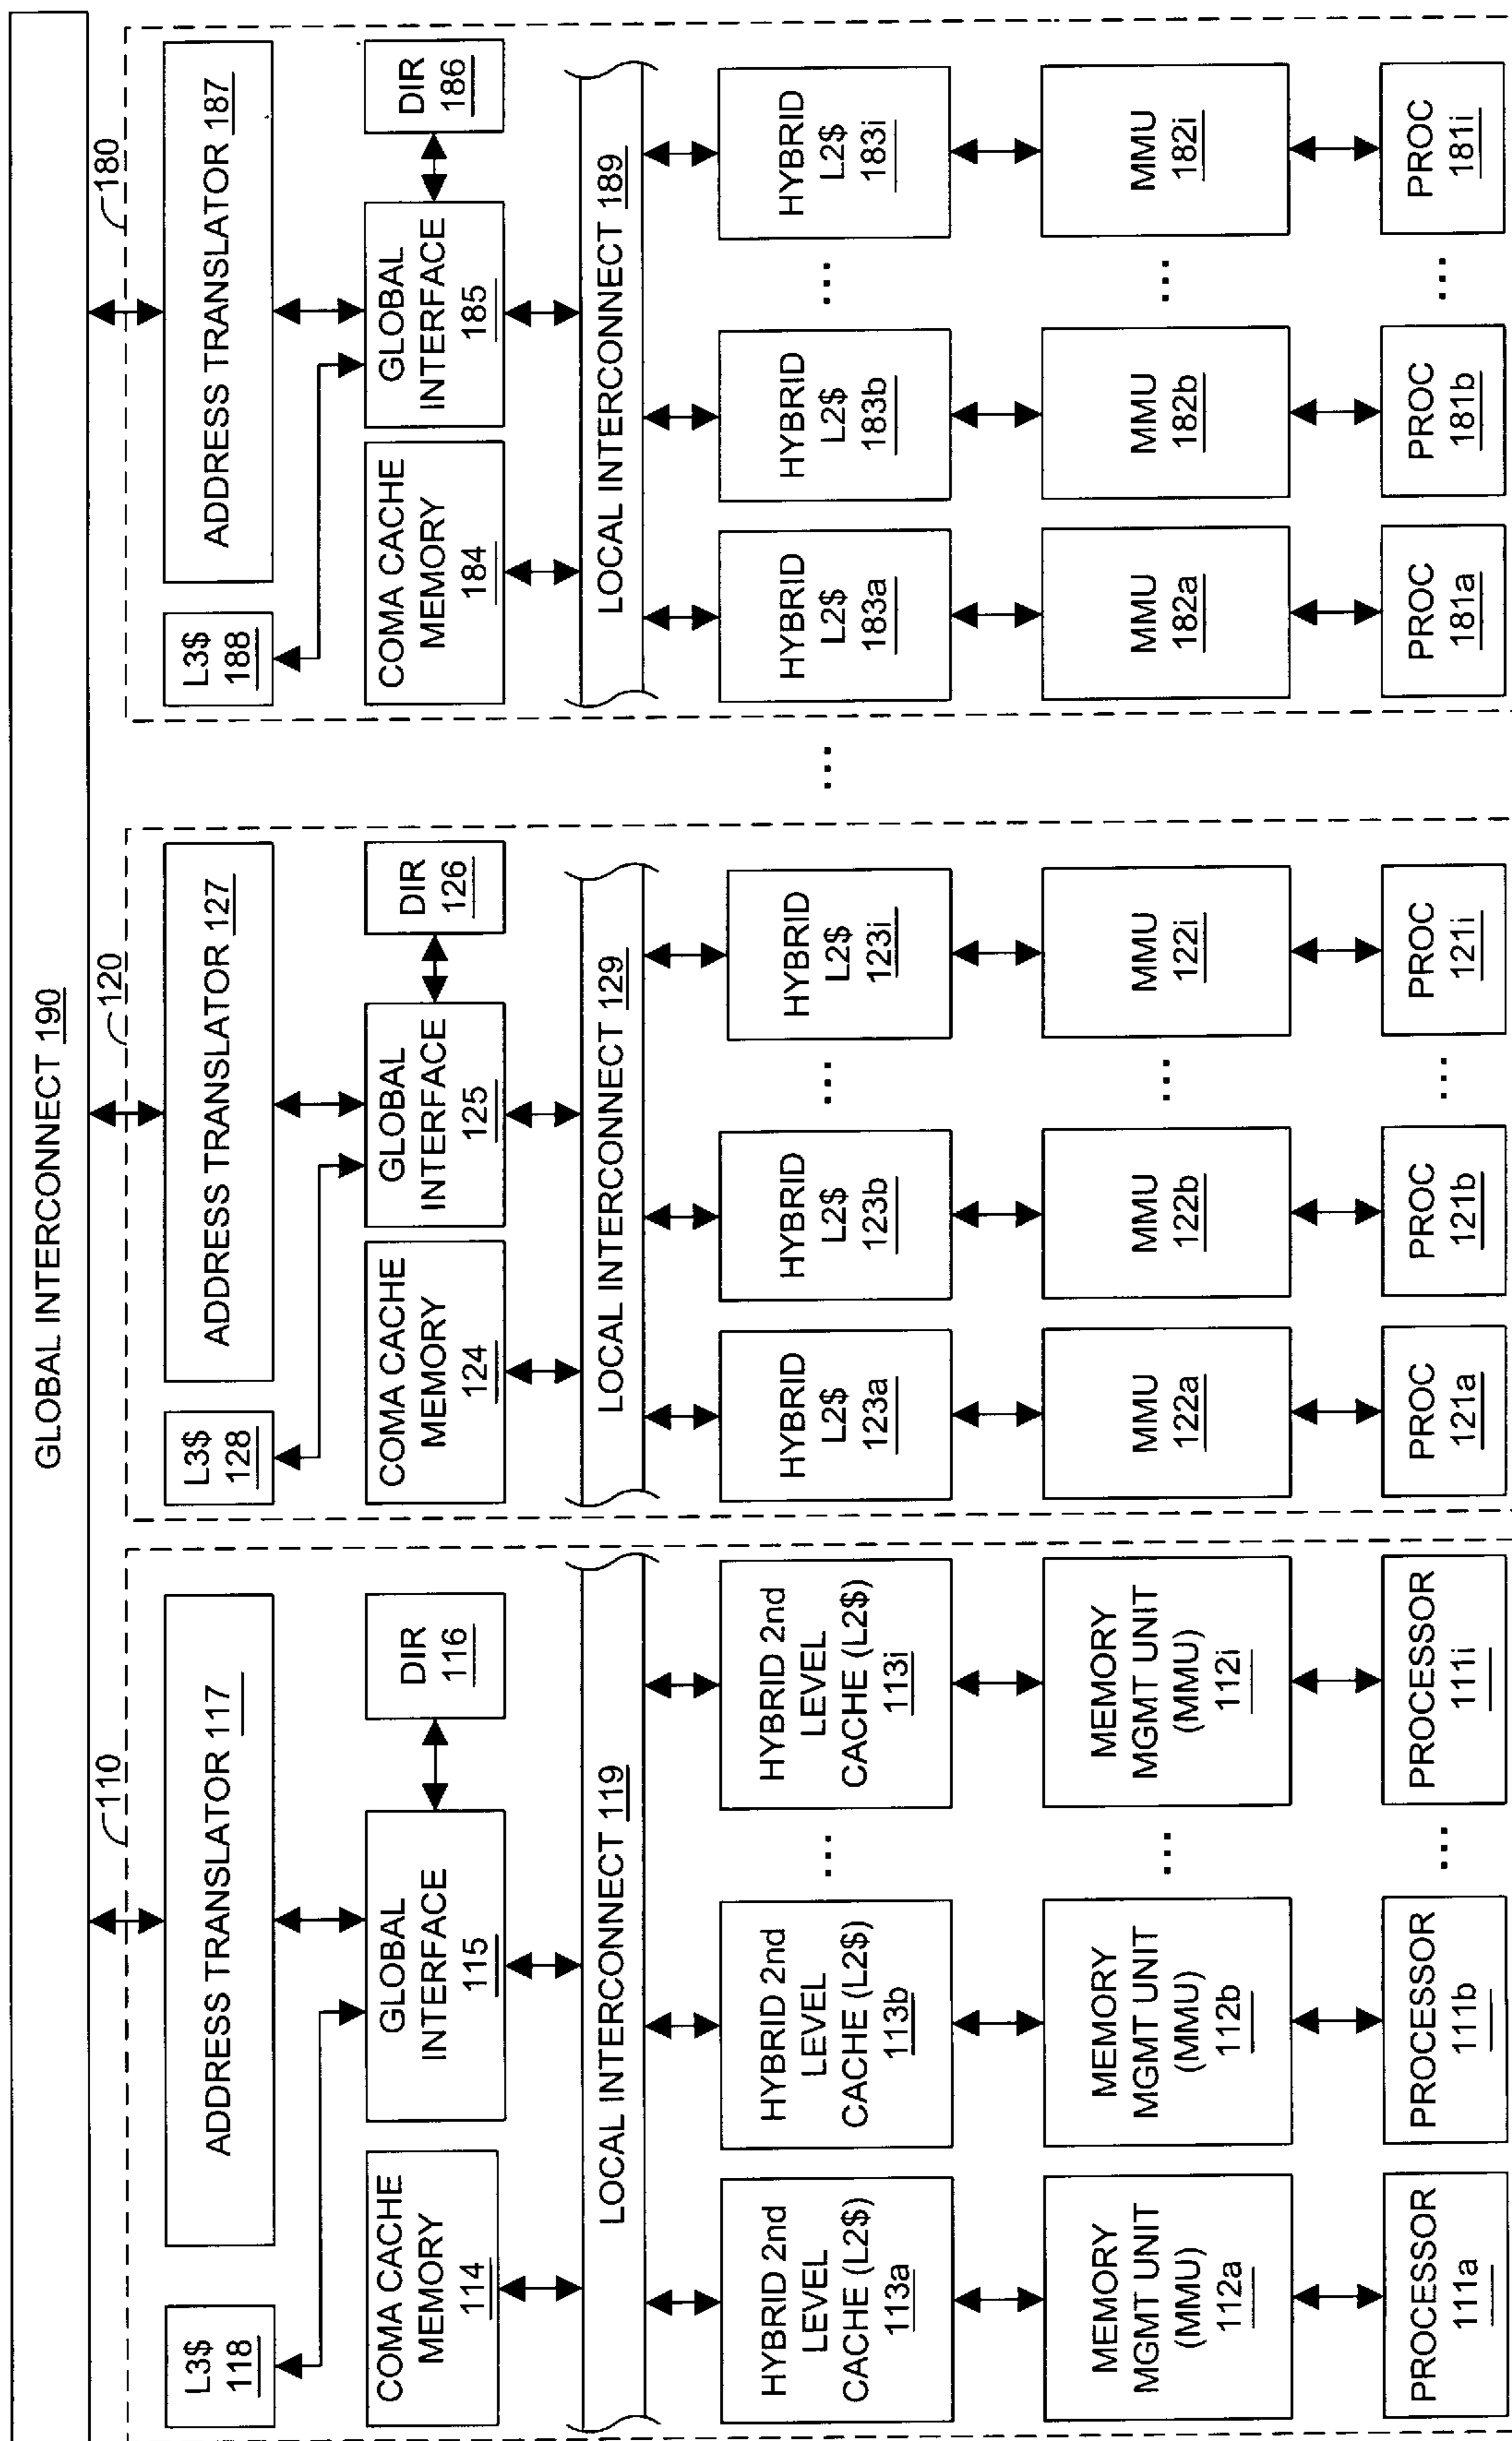 GLOBAL INTERCONNECT 190
110
L3$
118
ADDRESS TRANSLATOR 117
COMA CACHE
MEMORY
114
GLOBAL
INTERFACE
115
DIR
116
LOCAL INTERCONNECT 119
HYBRID 2nd
LEVEL
CACHE (L2$)
113a
HYBRID 2nd
LEVEL
CACHE (L2$)
113b
...
HYBRID 2nd
LEVEL
CACHE (L2$)
113i
MEMORY
MGMT UNIT
(MMU)
112a
MEMORY
MGMT UNIT
(MMU)
112b
...
MEMORY
MGMT UNIT
(MMU)
112i
PROCESSOR
111a
PROCESSOR
111b
...
PROCESSOR
111i
120
L3$
128
ADDRESS TRANSLATOR 127
COMA CACHE
MEMORY
124
GLOBAL
INTERFACE
125
DIR
126
LOCAL INTERCONNECT 129
HYBRID
L2$
123a
HYBRID
L2$
123b
...
HYBRID
L2$
123i
MMU
122a
MMU
122b
...
MMU
122i
PROC
121a
PROC
121b
...
PROC
121i
...
180
L3$
188
ADDRESS TRANSLATOR 187
COMA CACHE
MEMORY
184
GLOBAL
INTERFACE
185
DIR
186
LOCAL INTERCONNECT 189
HYBRID
L2$
183a
HYBRID
L2$
183b
...
HYBRID
L2$
183i
MMU
182a
MMU
182b
...
MMU
182i
PROC
181a
PROC
181b
...
PROC
181i